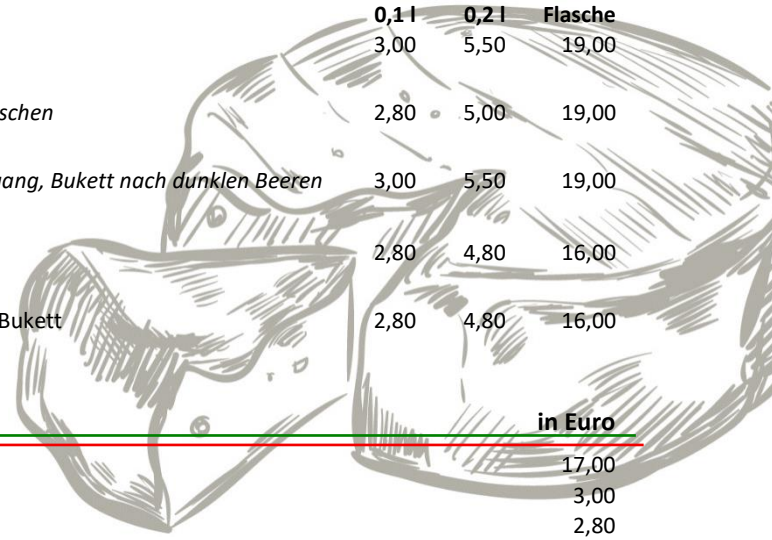 0,1 l 0,2 l Flasche
3,00 5,50 19,00
schen 2,80 5,00 19,00
gang, Bukett nach dunklen Beeren 3,00 5,50 19,00
2,80 4,80 16,00
Bukett 2,80 4,80 16,00
in Euro
17,00
3,00
2,80